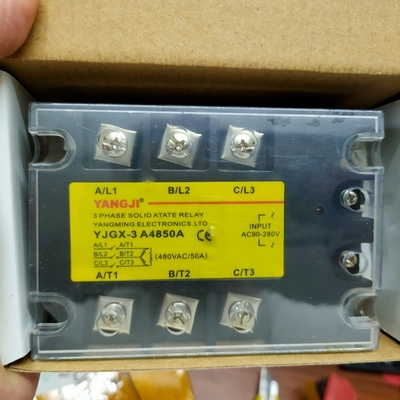 A/L1 B/L2 C/L3
YANGJI®
3 PHASE SOLID ATATE RELAY
YANGMING ELECTRONICS.LTD
YJGX-3 A4850A CE
INPUT
AC90-280V
A/L1 A/T1
B/L2 B/T2 (480VAC/50A)
C/L3 C/T3
A/T1 B/T2 C/T3